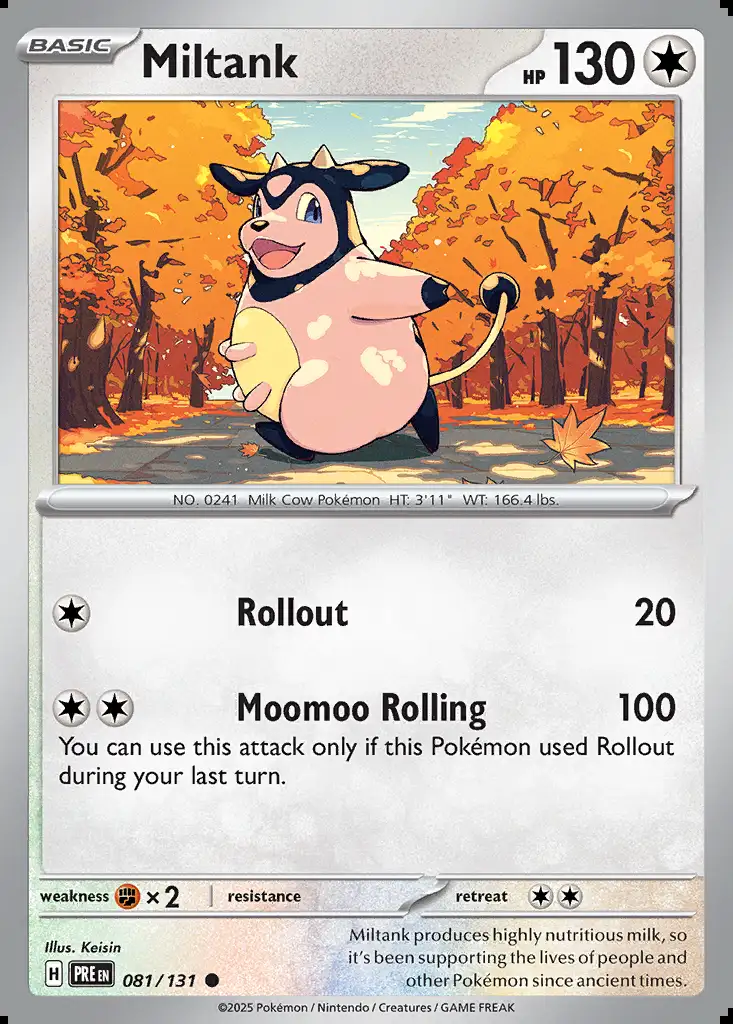 BASIC
Miltank
HP 130
NO. 0241 Milk Cow Pokémon HT: 3'11" WT: 166.4 lbs.
Rollout 20
Moomoo Rolling 100
You can use this attack only if this Pokémon used Rollout
during your last turn.
weakness ×2 resistance retreat
Illus. Keisin
Miltank produces highly nutritious milk, so
it's been supporting the lives of people and
other Pokémon since ancient times.
H PRE EN 081/131
©2025 Pokémon / Nintendo / Creatures / GAME FREAK